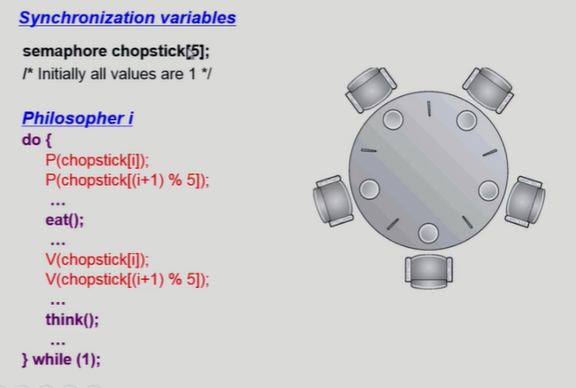 Synchronization variables
semaphore chopstick[5];
/* Initially all values are 1 */
Philosopher i
do {
P(chopstick[i]);
P(chopstick[(i+1) % 5]);
...
eat();
...
V(chopstick[i]);
V(chopstick[(i+1) % 5]);
...
think();
...
} while (1);